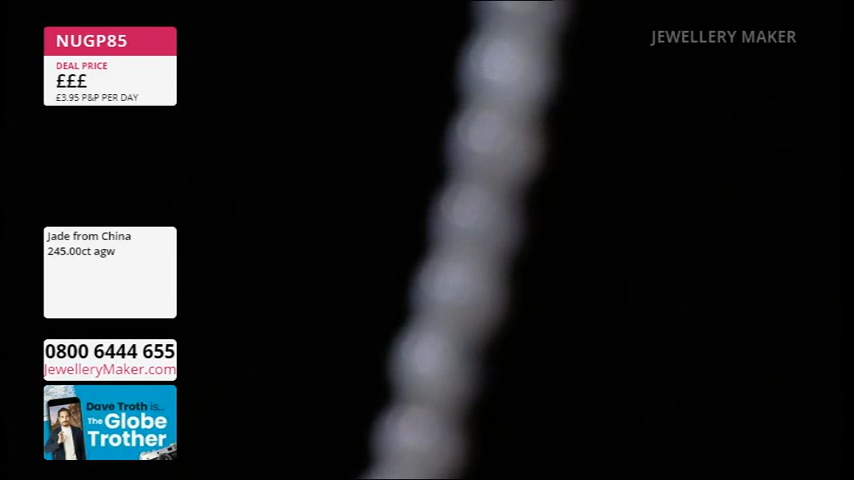 NUGP85
DEAL PRICE
£££
£3.95 P&P PER DAY
JEWELLERY MAKER
Jade from China
245.00ct agw
0800 6444 655
JewelleryMaker.com
Dave Troth is..
The Globe
Trother